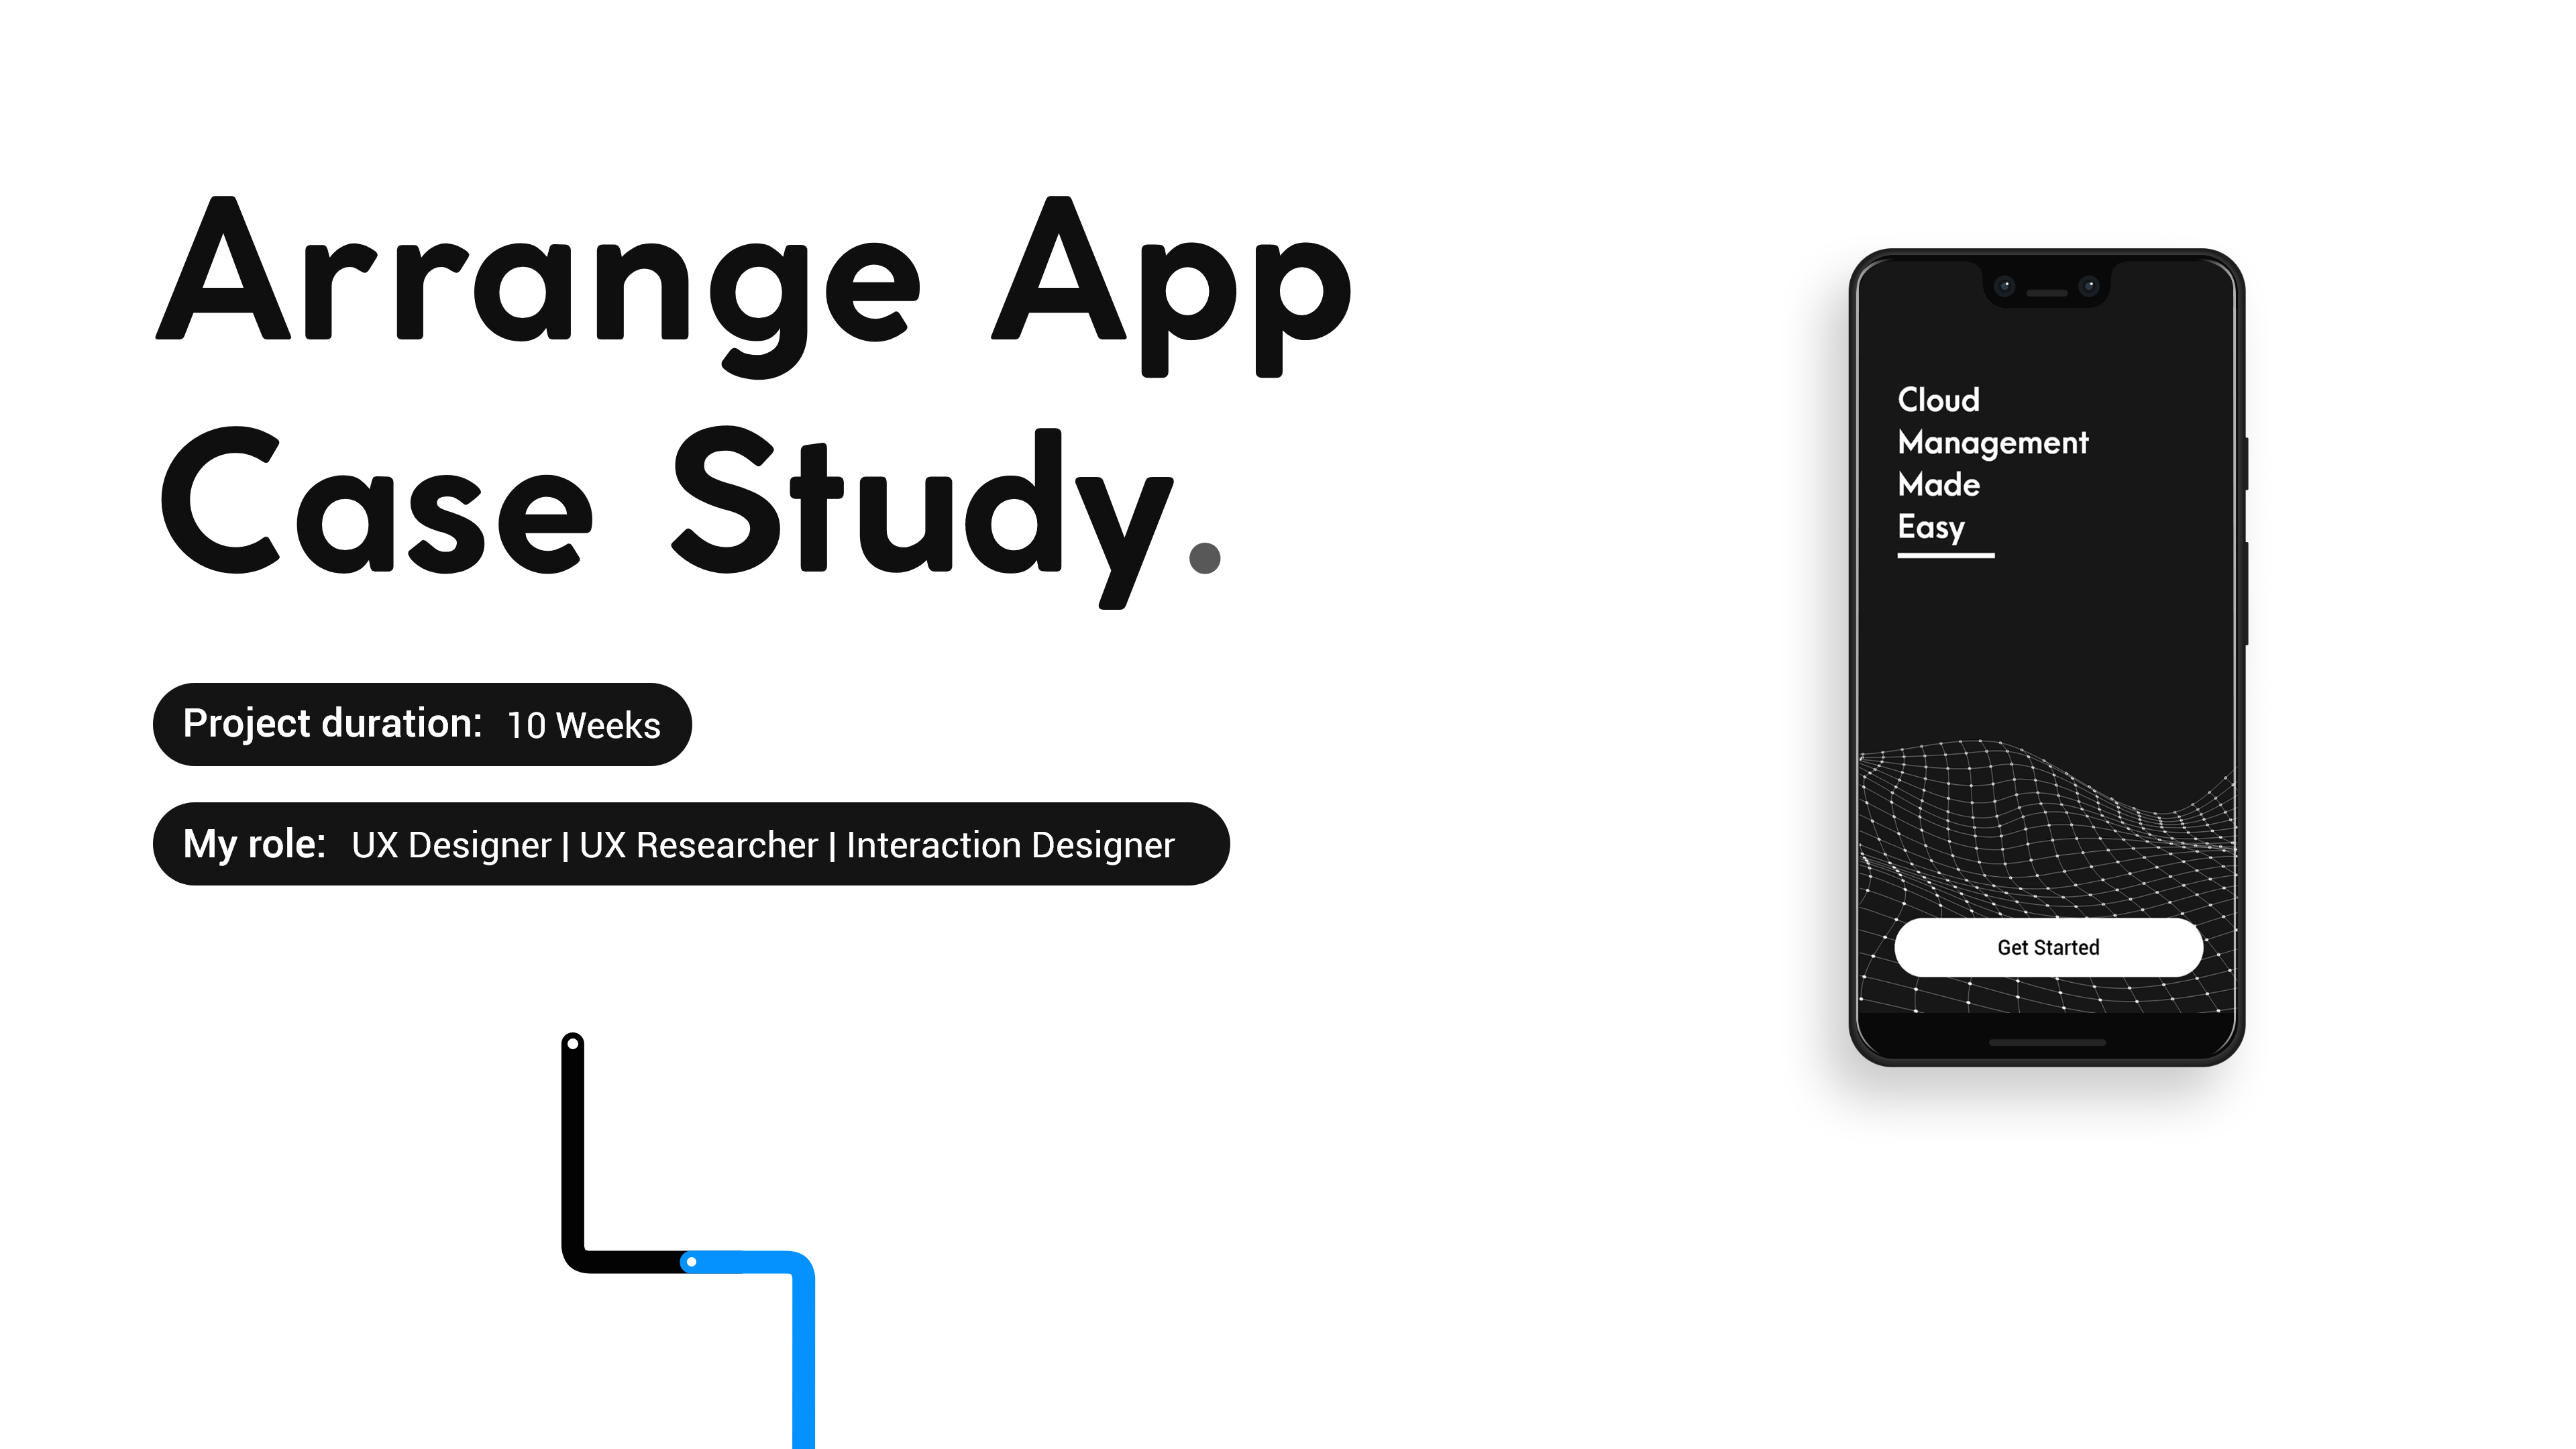 Arrange App
Case Study.
Project duration: 10 Weeks
My role: UX Designer | UX Researcher | Interaction Designer
Cloud
Management
Made
Easy
Get Started